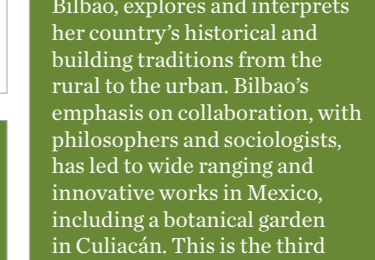 Bilbao, explores and interprets
her country’s historical and
building traditions from the
rural to the urban. Bilbao’s
emphasis on collaboration, with
philosophers and sociologists,
has led to wide ranging and
innovative works in Mexico,
including a botanical garden
in Culiacán. This is the third